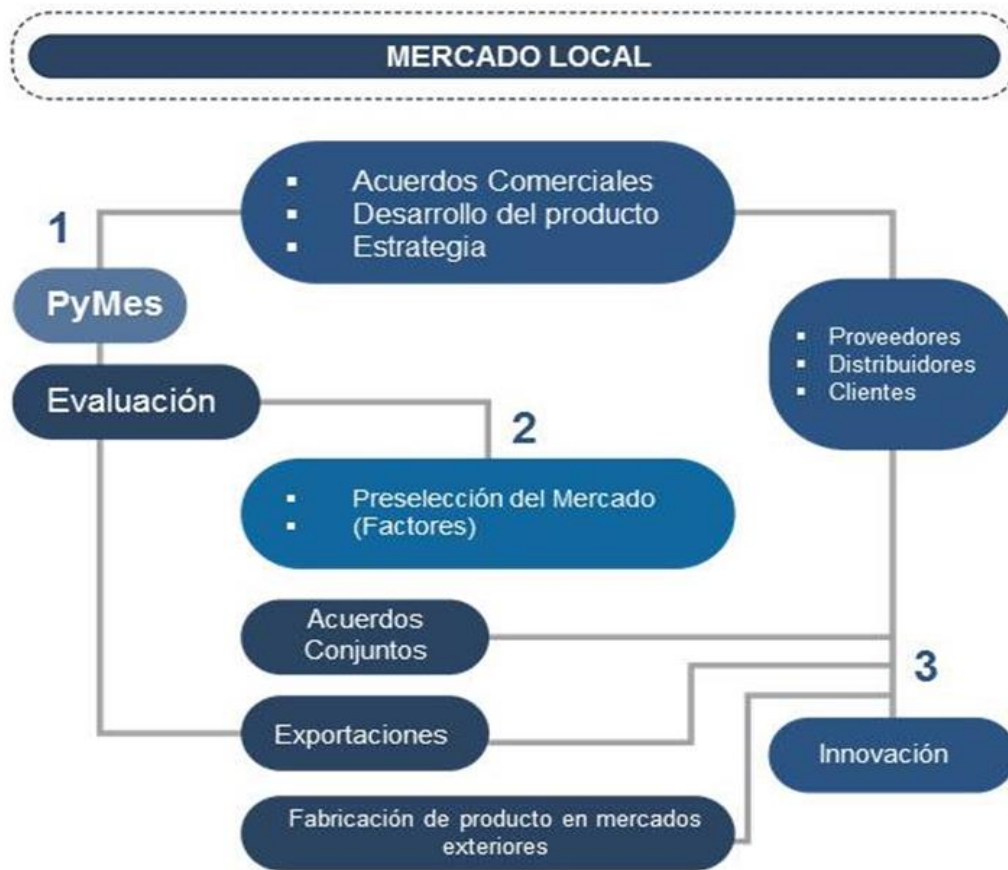 MERCADO LOCAL
▪ Acuerdos Comerciales
▪ Desarrollo del producto
▪ Estrategia
1
PyMes
▪ Proveedores
▪ Distribuidores
▪ Clientes
Evaluación
2
▪ Preselección del Mercado
▪ (Factores)
Acuerdos
Conjuntos
3
Exportaciones
Innovación
Fabricación de producto en mercados
exteriores